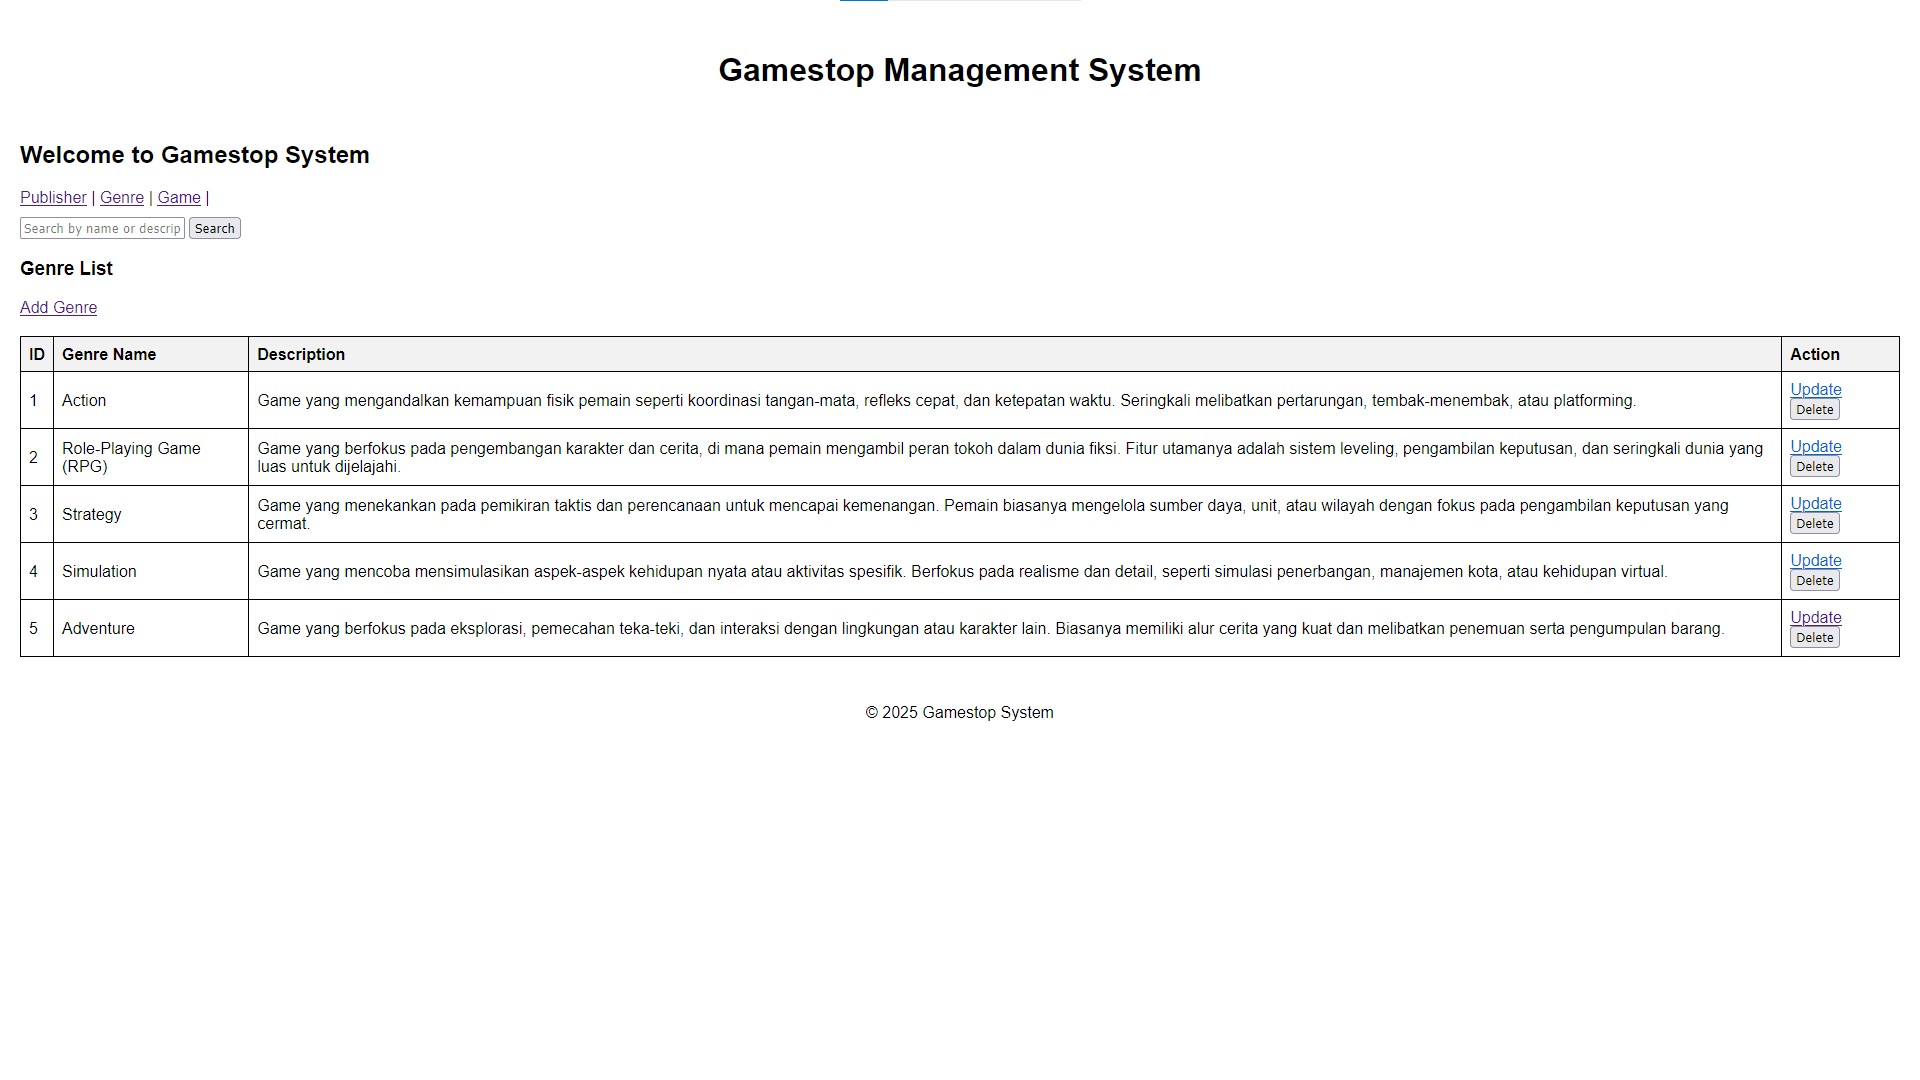 Gamestop Management System
Welcome to Gamestop System
Publisher | Genre | Game |
Search by name or descrip Search
Genre List
Add Genre
ID Genre Name Description Action
1 Action Game yang mengandalkan kemampuan fisik pemain seperti koordinasi tangan-mata, refleks cepat, dan ketepatan waktu. Seringkali melibatkan pertarungan, tembak-menembak, atau platforming. Update
Delete
2 Role-Playing Game
(RPG)
Game yang berfokus pada pengembangan karakter dan cerita, di mana pemain mengambil peran tokoh dalam dunia fiksi. Fitur utamanya adalah sistem leveling, pengambilan keputusan, dan seringkali dunia yang
luas untuk dijelajahi.
Update
Delete
3 Strategy
Game yang menekankan pada pemikiran taktis dan perencanaan untuk mencapai kemenangan. Pemain biasanya mengelola sumber daya, unit, atau wilayah dengan fokus pada pengambilan keputusan yang
cermat.
Update
Delete
4 Simulation Game yang mencoba mensimulasikan aspek-aspek kehidupan nyata atau aktivitas spesifik. Berfokus pada realisme dan detail, seperti simulasi penerbangan, manajemen kota, atau kehidupan virtual. Update
Delete
5 Adventure Game yang berfokus pada eksplorasi, pemecahan teka-teki, dan interaksi dengan lingkungan atau karakter lain. Biasanya memiliki alur cerita yang kuat dan melibatkan penemuan serta pengumpulan barang. Update
Delete
© 2025 Gamestop System